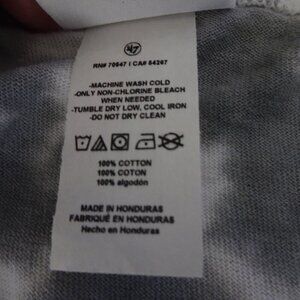 47
RN# 70647 | CA# 54267
-MACHINE WASH COLD
-ONLY NON-CHLORINE BLEACH
WHEN NEEDED
-TUMBLE DRY LOW, COOL IRON
-DO NOT DRY CLEAN
100% COTTON
100% COTON
100% algodón
MADE IN HONDURAS
FABRIQUÉ EN HONDURAS
Hecho en Honduras